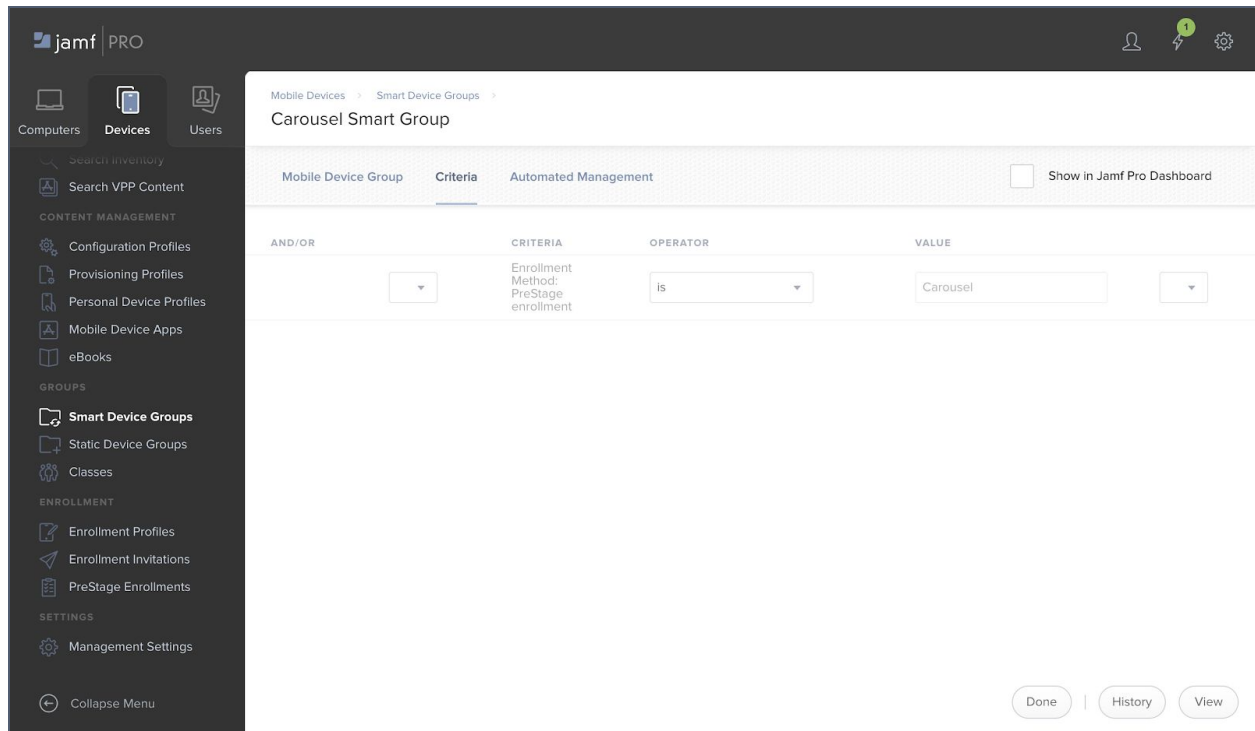 jamf PRO
1
Computers
Devices
Users
Search Inventory
Search VPP Content
CONTENT MANAGEMENT
Configuration Profiles
Provisioning Profiles
Personal Device Profiles
Mobile Device Apps
eBooks
GROUPS
Smart Device Groups
Static Device Groups
Classes
ENROLLMENT
Enrollment Profiles
Enrollment Invitations
PreStage Enrollments
SETTINGS
Management Settings
Collapse Menu
Mobile Devices > Smart Device Groups >
Carousel Smart Group
Mobile Device Group Criteria Automated Management Show in Jamf Pro Dashboard
AND/OR CRITERIA OPERATOR VALUE
Enrollment
Method:
PreStage
enrollment
is
Carousel
Done | History View